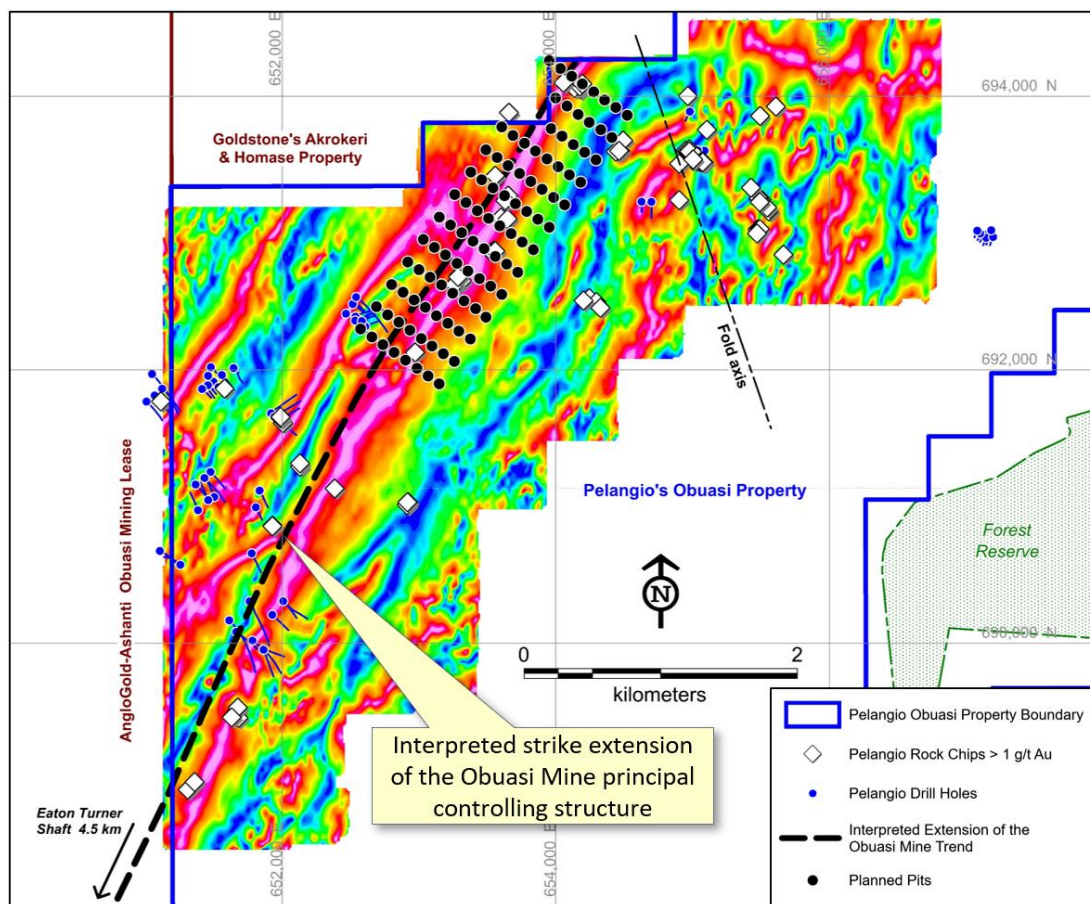 652,000 E
694,000 N
Goldstone's Akrokeri
& Homase Property
692,000 N
Fold axis
Pelangio's Obuasi Property
AngloGold-Ashanti Obuasi Mining Lease
Forest
Reserve
N
0 2
kilometers
Interpreted strike extension
of the Obuasi Mine principal
controlling structure
Eaton Turner
Shaft 4.5 km
652,000 E
654,000 E
Pelangio Obuasi Property Boundary
Pelangio Rock Chips > 1 g/t Au
Pelangio Drill Holes
Interpreted Extension of the
Obuasi Mine Trend
Planned Pits